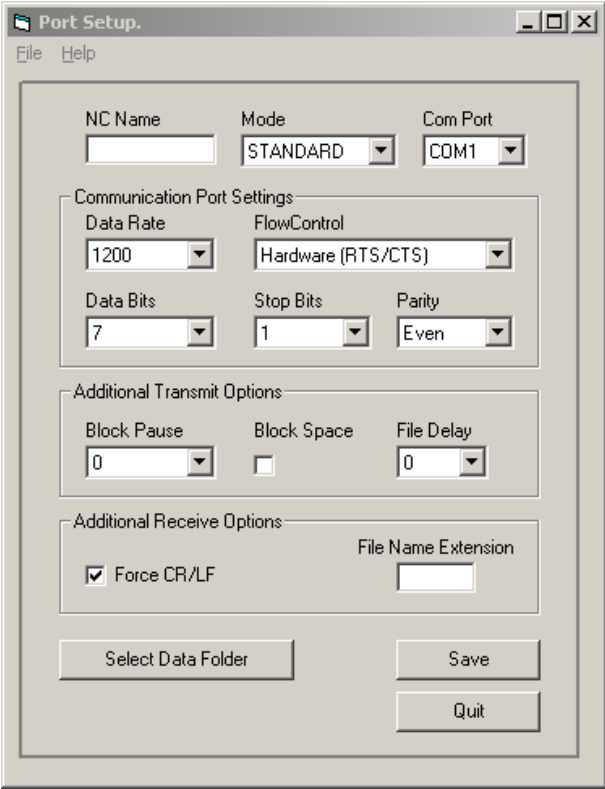 Port Setup.
File Help
NC Name Mode Com Port
STANDARD COM1
Communication Port Settings
Data Rate FlowControl
1200 Hardware (RTS/CTS)
Data Bits Stop Bits Parity
7 1 Even
Additional Transmit Options
Block Pause Block Space File Delay
0 0
Additional Receive Options
File Name Extension
Force CR/LF
Select Data Folder Save
Quit